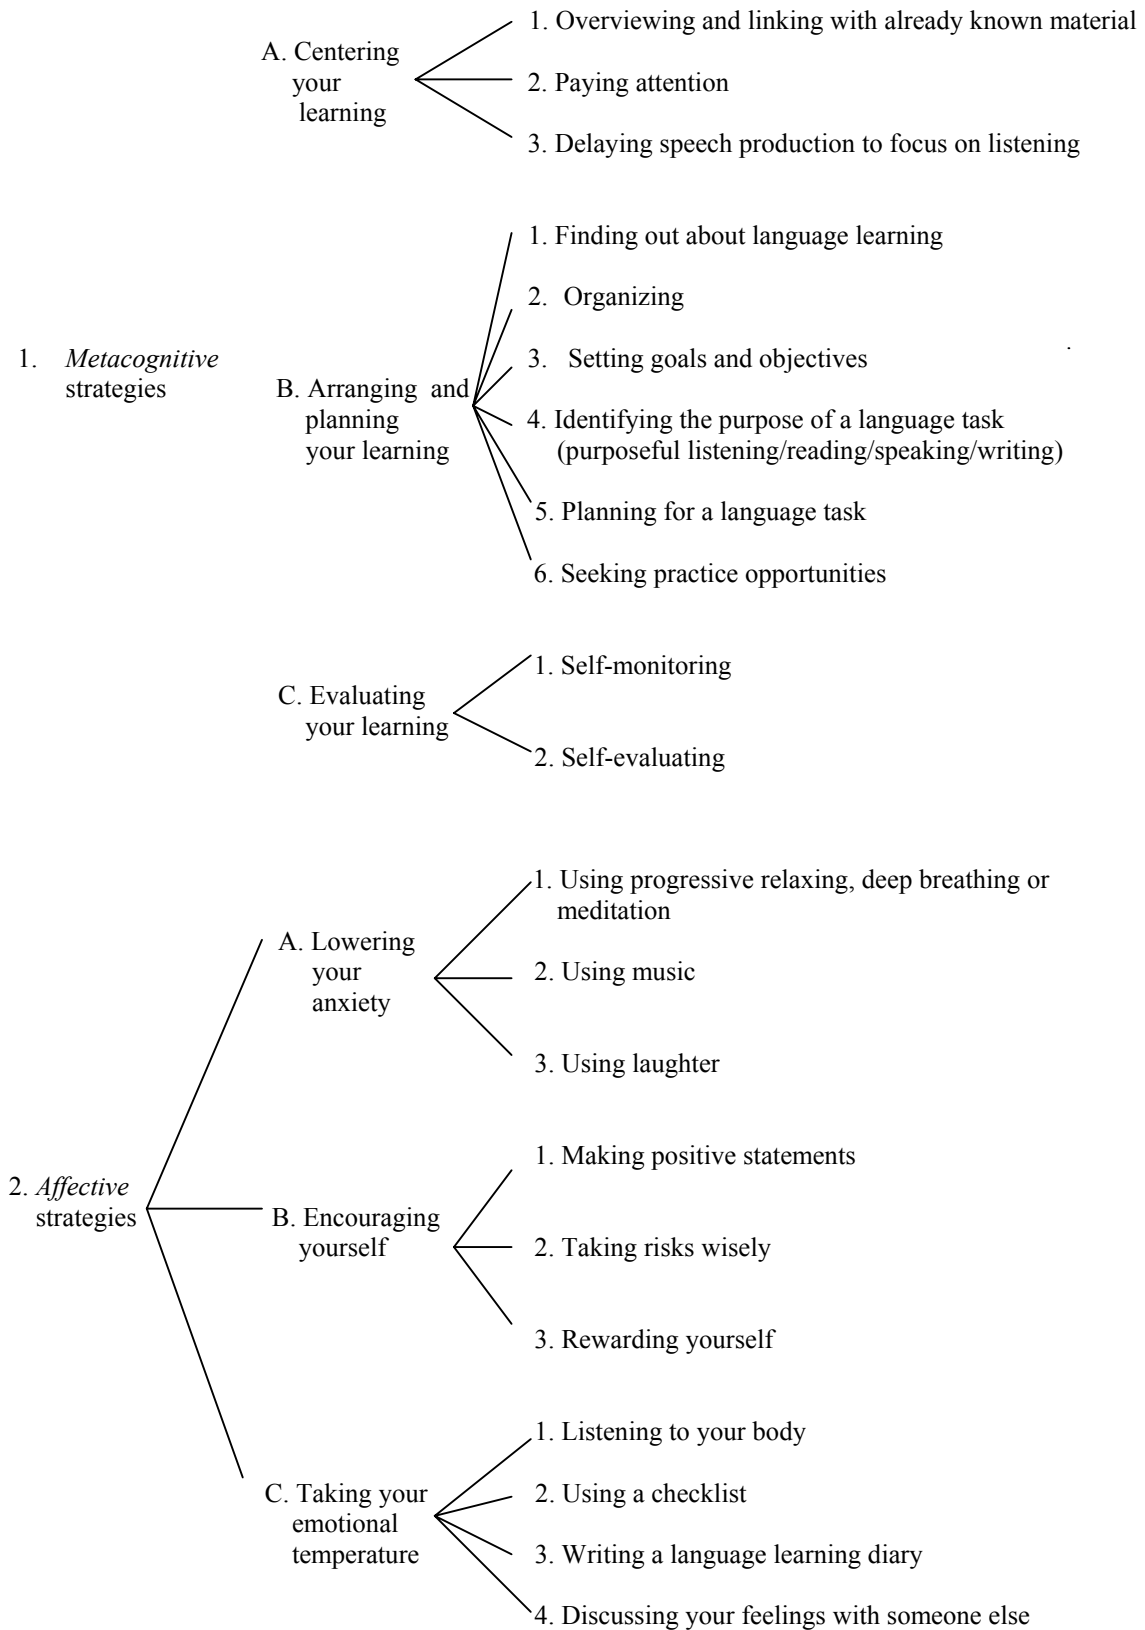 1. Overviewing and linking with already known material
A. Centering
your
learning
2. Paying attention
3. Delaying speech production to focus on listening
1. Finding out about language learning
2. Organizing
1. Metacognitive
strategies
3. Setting goals and objectives
B. Arranging and
planning
your learning
4. Identifying the purpose of a language task
(purposeful listening/reading/speaking/writing)
5. Planning for a language task
6. Seeking practice opportunities
C. Evaluating
your learning
1. Self-monitoring
2. Self-evaluating
1. Using progressive relaxing, deep breathing or
meditation
A. Lowering
your
anxiety
2. Using music
3. Using laughter
2. Affective
strategies
1. Making positive statements
B. Encouraging
yourself
2. Taking risks wisely
3. Rewarding yourself
1. Listening to your body
C. Taking your
emotional
temperature
2. Using a checklist
3. Writing a language learning diary
4. Discussing your feelings with someone else